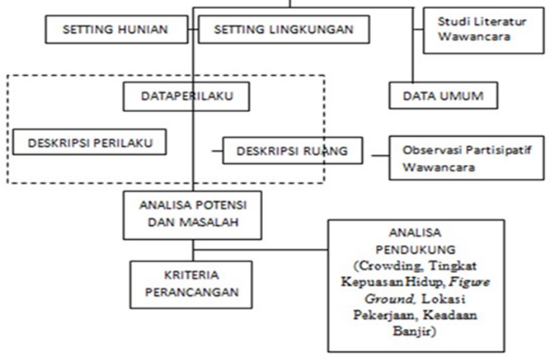 SETTING HUNIAN
SETTING LINGKUNGAN
Studi Literatur
Wawancara
DATAPERILAKU
DATA UMUM
DESKRIPSI PERILAKU
DESKRIPSI RUANG
Observasi Partisipatif
Wawancara
ANALISA POTENSI
DAN MASALAH
KRITERIA
PERANCANGAN
ANALISA
PENDUKUNG
(Crowding, Tingkat
Kepuasan Hidup, Figure
Ground, Lokasi
Pekerjaan, Keadaan
Banjir)